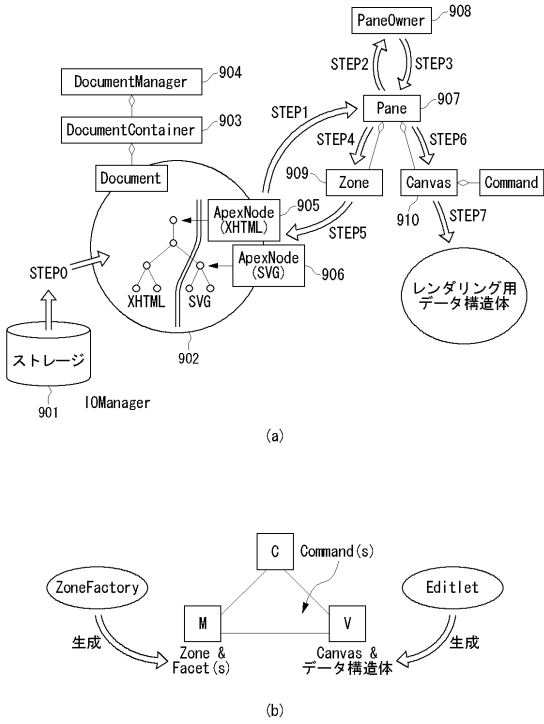 PaneOwner
908
STEP2
STEP3
DocumentManager
904
DocumentContainer
903
STEP1
Pane
907
STEP4
STEP6
Document
909
Zone
Canvas
Command
910
ApexNode
(XHTML)
905
STEP5
STEP7
ApexNode
(SVG)
906
STEP0
XHTML
SVG
レンダリング用
データ構造体
902
ストレージ
901
IOManager
(a)
C
Command(s)
ZoneFactory
Editlet
M
V
生成
生成
Zone &
Facet(s)
Canvas &
データ構造体
(b)